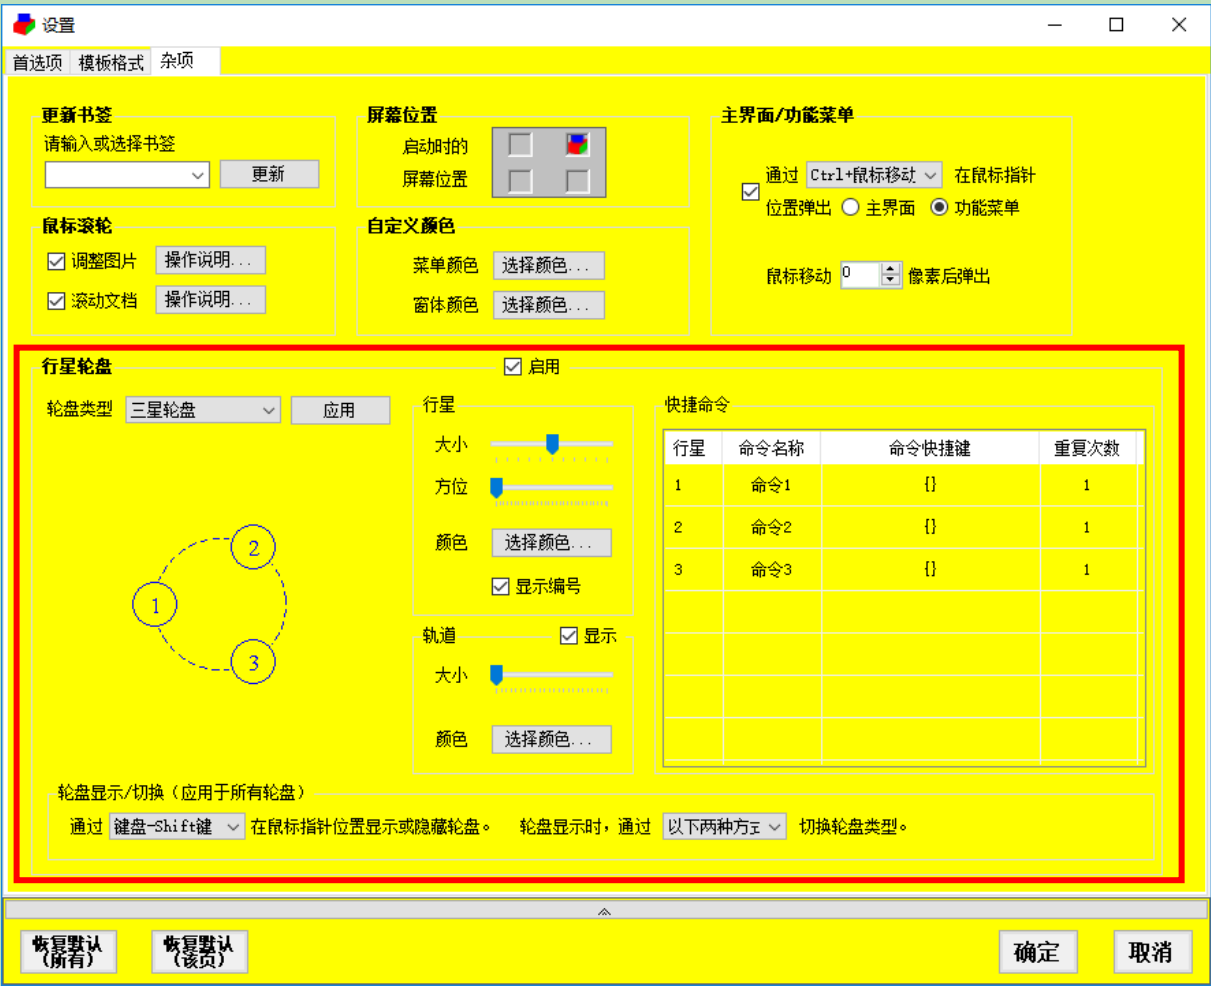 设置
首选项 模板格式 杂项
更新书签
请输入或选择书签
更新
鼠标滚轮
调整图片 操作说明...
滚动文档 操作说明...
屏幕位置
启动时的
屏幕位置
自定义颜色
菜单颜色 选择颜色...
窗体颜色 选择颜色...
主界面/功能菜单
通过 Ctrl+鼠标移动 在鼠标指针
位置弹出 主界面 功能菜单
鼠标移动 0 像素后弹出
行星轮盘 启用
轮盘类型 三星轮盘 应用
1
2
3
行星
大小
方位
颜色 选择颜色...
显示编号
轨道 显示
大小
颜色 选择颜色...
快捷命令
行星 命令名称 命令快捷键 重复次数
1 命令1 {} 1
2 命令2 {} 1
3 命令3 {} 1
轮盘显示/切换（应用于所有轮盘）
通过 键盘-Shift键 在鼠标指针位置显示或隐藏轮盘。 轮盘显示时，通过 以下两种方式 切换轮盘类型。
恢复默认
(所有)
恢复默认
(该页)
确定 取消